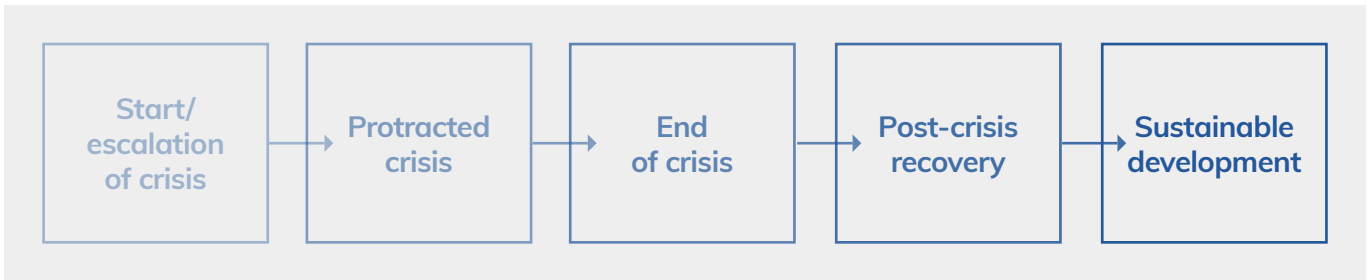 Start/
escalation
of crisis
Protracted
crisis
End
of crisis
Post-crisis
recovery
Sustainable
development